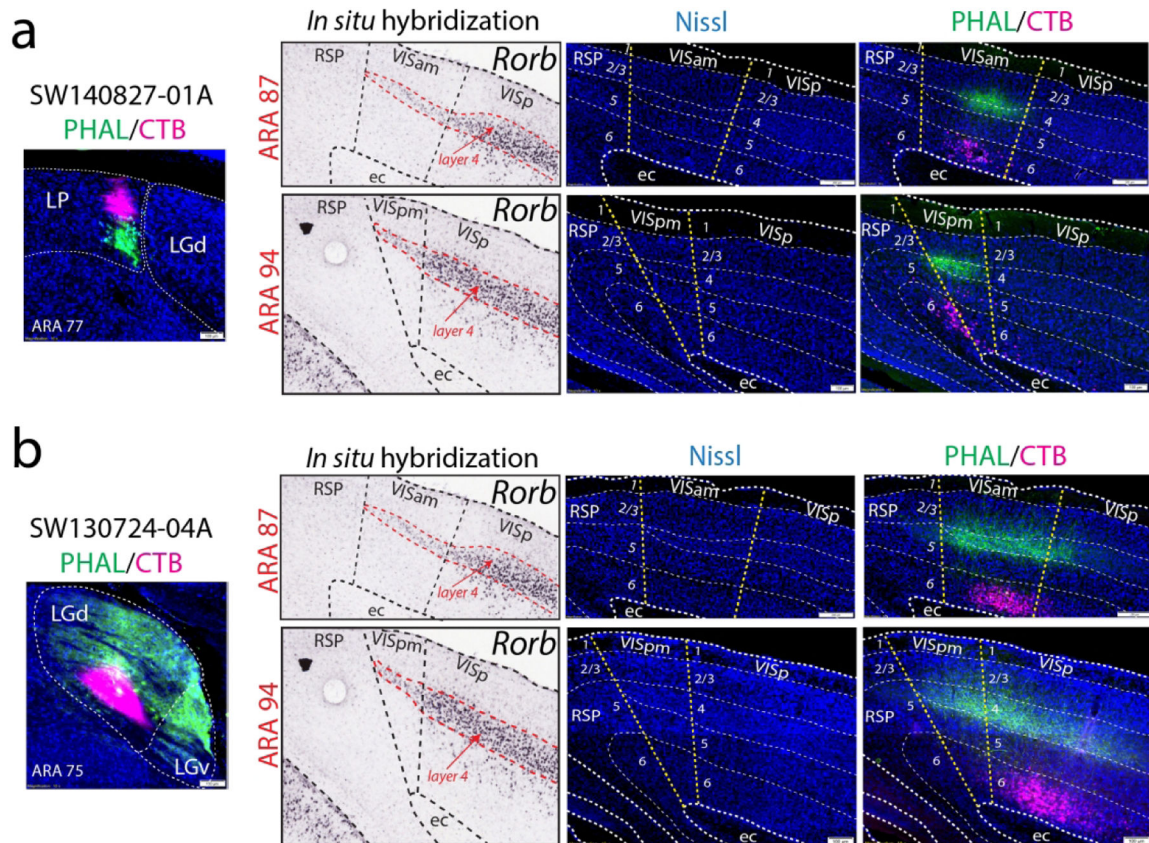 a
SW140827-01A
PHAL/CTB
LP
LGd
ARA 77
In situ hybridization
Nissl
PHAL/CTB
ARA 87
RSP
VISam
Rorb
VISp
layer 4
ec
RSP
1
VISam
2/3
1
VISp
5
2/3
4
5
6
6
ec
RSP
1
VISam
2/3
1
VISp
5
2/3
4
5
6
6
ec
ARA 94
RSP
VISpm
Rorb
VISp
layer 4
ec
RSP
1
VISpm
1
VISp
2/3
2/3
5
4
6
5
6
ec
RSP
1
VISpm
1
VISp
2/3
2/3
5
4
6
5
6
ec
b
SW130724-04A
PHAL/CTB
LGd
LGv
ARA 75
In situ hybridization
Nissl
PHAL/CTB
ARA 87
RSP
VISam
Rorb
VISp
layer 4
ec
1
VISam
RSP
2/3
VISp
5
6
ec
1
VISam
RSP
2/3
VISp
5
6
ec
ARA 94
RSP
VISpm
Rorb
VISp
layer 4
ec
1
VISpm
1
VISp
2/3
2/3
RSP
5
4
5
6
6
ec
1
VISpm
1
VISp
2/3
2/3
RSP
5
4
5
6
6
ec